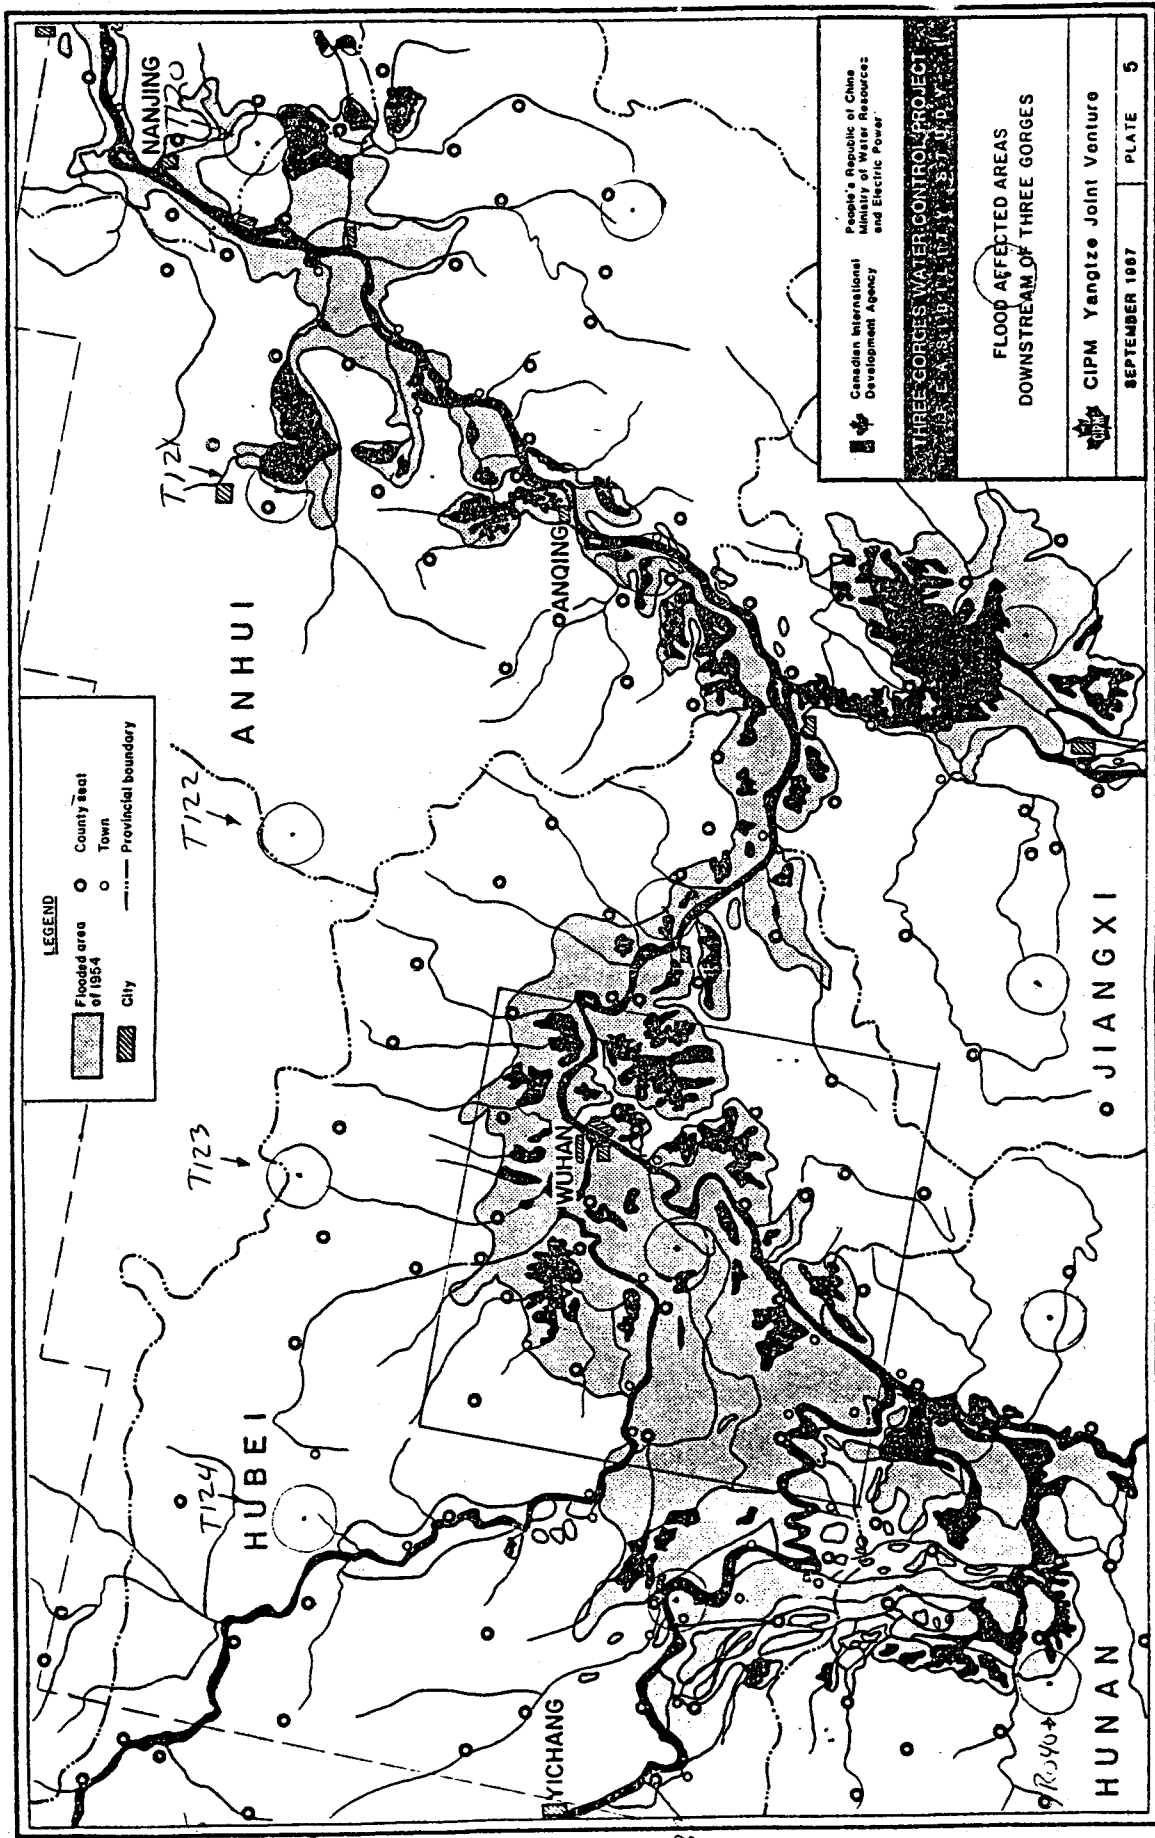 LEGEND
Flooded area
of 1954
City
County seat
Town
Provincial boundary
NANJING
T120
T121
ANHUI
T122
T123
HUBEI
T124
ANQING
WUHAN
YICHANG
JIANGXI
HUNAN
Canadian International
Development Agency
People's Republic of China
Ministry of Water Resources
and Electric Power
THREE GORGES WATER CONTROL PROJECT
FEASIBILITY STUDY
FLOOD AFFECTED AREAS
DOWNSTREAM OF THREE GORGES
CIPM
CIPM Yangtze Joint Venture
SEPTEMBER 1987
PLATE 5